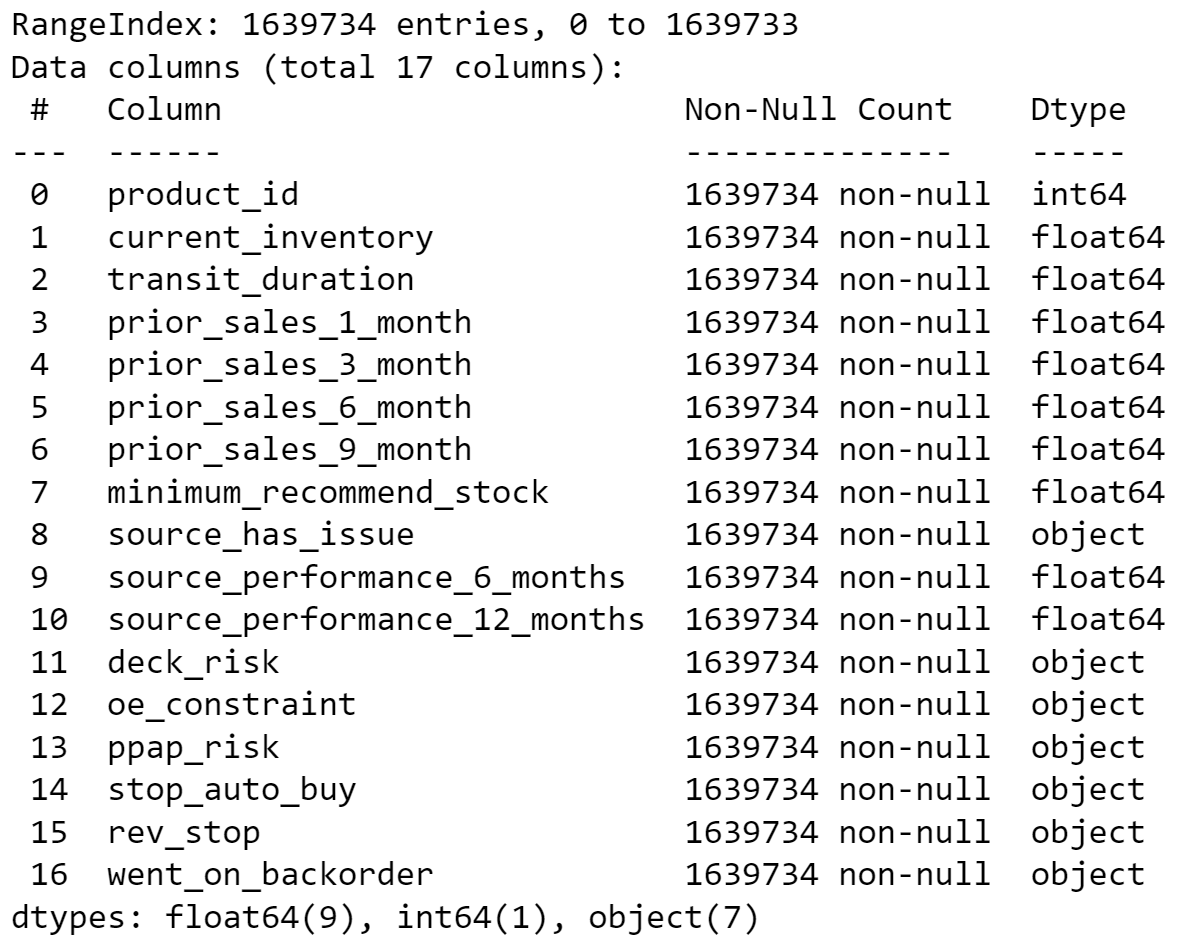 RangeIndex: 1639734 entries, 0 to 1639733
Data columns (total 17 columns):
 #   Column                        Non-Null Count    Dtype
---  ------                        --------------    -----
 0   product_id                    1639734 non-null  int64
 1   current_inventory             1639734 non-null  float64
 2   transit_duration              1639734 non-null  float64
 3   prior_sales_1_month           1639734 non-null  float64
 4   prior_sales_3_month           1639734 non-null  float64
 5   prior_sales_6_month           1639734 non-null  float64
 6   prior_sales_9_month           1639734 non-null  float64
 7   minimum_recommend_stock       1639734 non-null  float64
 8   source_has_issue              1639734 non-null  object
 9   source_performance_6_months   1639734 non-null  float64
 10  source_performance_12_months  1639734 non-null  float64
 11  deck_risk                     1639734 non-null  object
 12  oe_constraint                 1639734 non-null  object
 13  ppap_risk                     1639734 non-null  object
 14  stop_auto_buy                 1639734 non-null  object
 15  rev_stop                      1639734 non-null  object
 16  went_on_backorder             1639734 non-null  object
dtypes: float64(9), int64(1), object(7)